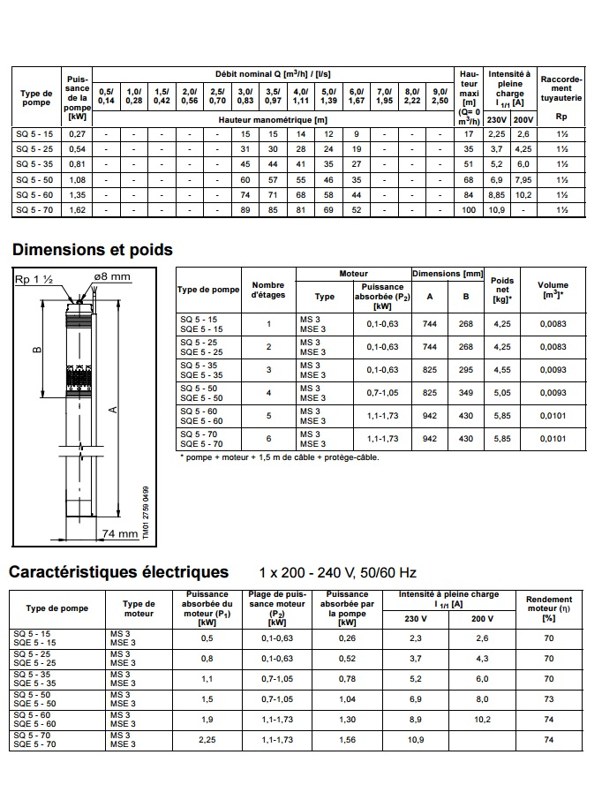 Type de pompe | Puis-sance de la pompe [kW] | Débit nominal Q [m³/h] / [l/s] | Hau-teur maxi [m] (Q= 0 m³/h) | Intensité à pleine charge I 1/1 [A] | Raccorde-ment tuyauterie Rp
0,5/0,14 | 1,0/0,28 | 1,5/0,42 | 2,0/0,56 | 2,5/0,70 | 3,0/0,83 | 3,5/0,97 | 4,0/1,11 | 5,0/1,39 | 6,0/1,67 | 7,0/1,95 | 8,0/2,22 | 9,0/2,50
Hauteur manométrique [m] | 230V | 200V
SQ 5 - 15 | 0,27 | - | - | - | - | - | 15 | 15 | 14 | 12 | 9 | - | - | - | 17 | 2,25 | 2,6 | 1½
SQ 5 - 25 | 0,54 | - | - | - | - | - | 31 | 30 | 28 | 24 | 19 | - | - | - | 35 | 3,7 | 4,25 | 1½
SQ 5 - 35 | 0,81 | - | - | - | - | - | 45 | 44 | 41 | 35 | 27 | - | - | - | 51 | 5,2 | 6,0 | 1½
SQ 5 - 50 | 1,08 | - | - | - | - | - | 60 | 57 | 55 | 46 | 35 | - | - | - | 68 | 6,9 | 7,95 | 1½
SQ 5 - 60 | 1,35 | - | - | - | - | - | 74 | 71 | 68 | 58 | 44 | - | - | - | 84 | 8,85 | 10,2 | 1½
SQ 5 - 70 | 1,62 | - | - | - | - | - | 89 | 85 | 81 | 69 | 52 | - | - | - | 100 | 10,9 | - | 1½
Dimensions et poids
Rp 1 ½
ø8 mm
B
A
74 mm
TM01 2759 0499
Type de pompe | Nombre d'étages | Moteur | Dimensions [mm] | Poids net [kg]* | Volume [m³]*
Type | Puissance absorbée (P₂) [kW] | A | B
SQ 5 - 15 SQE 5 - 15 | 1 | MS 3 MSE 3 | 0,1-0,63 | 744 | 268 | 4,25 | 0,0083
SQ 5 - 25 SQE 5 - 25 | 2 | MS 3 MSE 3 | 0,1-0,63 | 744 | 268 | 4,25 | 0,0083
SQ 5 - 35 SQE 5 - 35 | 3 | MS 3 MSE 3 | 0,1-0,63 | 825 | 295 | 4,55 | 0,0093
SQ 5 - 50 SQE 5 - 50 | 4 | MS 3 MSE 3 | 0,7-1,05 | 825 | 349 | 5,05 | 0,0093
SQ 5 - 60 SQE 5 - 60 | 5 | MS 3 MSE 3 | 1,1-1,73 | 942 | 430 | 5,85 | 0,0101
SQ 5 - 70 SQE 5 - 70 | 6 | MS 3 MSE 3 | 1,1-1,73 | 942 | 430 | 5,85 | 0,0101
* pompe + moteur + 1,5 m de câble + protège-câble.
Caractéristiques électriques 1 x 200 - 240 V, 50/60 Hz
Type de pompe | Type de moteur | Puissance absorbée du moteur (P₁) [kW] | Plage de puis-sance moteur (P₂) [kW] | Puissance absorbée par la pompe [kW] | Intensité à pleine charge I 1/1 [A] | Rendement moteur (η) [%]
230 V | 200 V
SQ 5 - 15 SQE 5 - 15 | MS 3 MSE 3 | 0,5 | 0,1-0,63 | 0,26 | 2,3 | 2,6 | 70
SQ 5 - 25 SQE 5 - 25 | MS 3 MSE 3 | 0,8 | 0,1-0,63 | 0,52 | 3,7 | 4,3 | 70
SQ 5 - 35 SQE 5 - 35 | MS 3 MSE 3 | 1,1 | 0,7-1,05 | 0,78 | 5,2 | 6,0 | 70
SQ 5 - 50 SQE 5 - 50 | MS 3 MSE 3 | 1,5 | 0,7-1,05 | 1,04 | 6,9 | 8,0 | 73
SQ 5 - 60 SQE 5 - 60 | MS 3 MSE 3 | 1,9 | 1,1-1,73 | 1,30 | 8,9 | 10,2 | 74
SQ 5 - 70 SQE 5 - 70 | MS 3 MSE 3 | 2,25 | 1,1-1,73 | 1,56 | 10,9 | - | 74